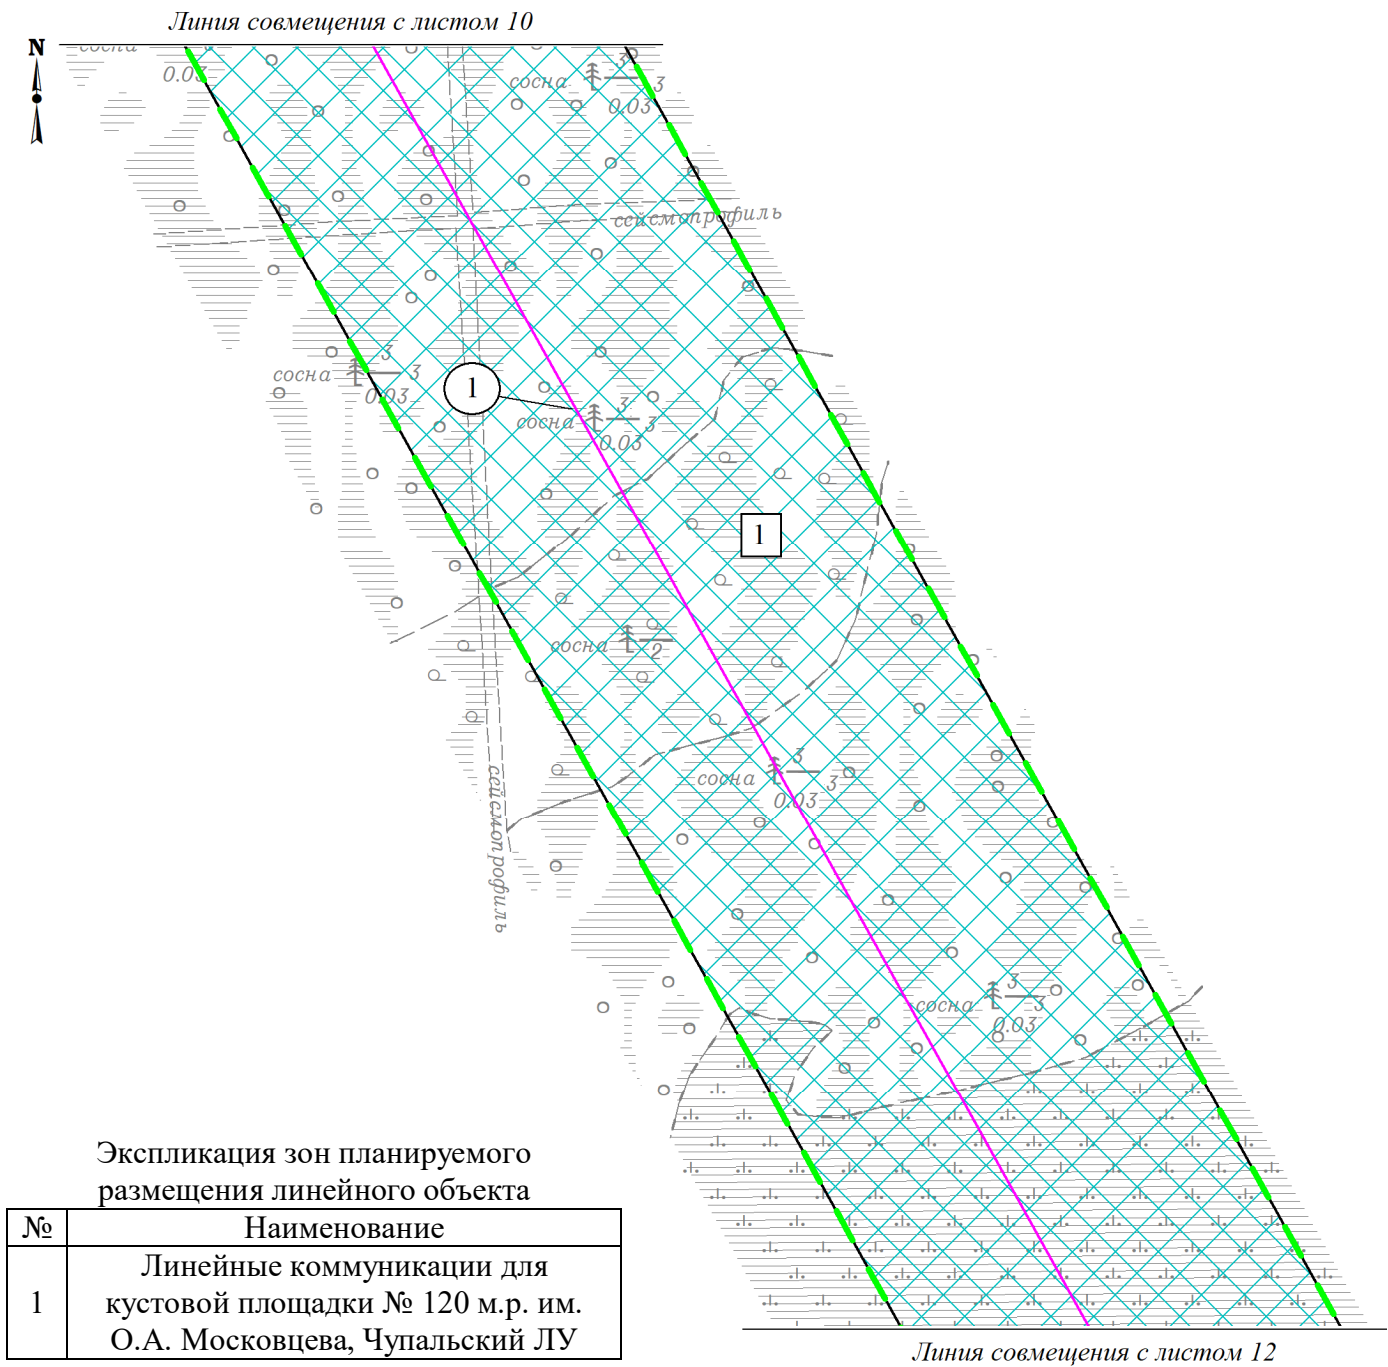 Линия совмещения с листом 10
N
сосна
0.03
сосна
3
3
0.03
сейсмопрофиль
сосна
3
3
0.03
1
сосна
3
3
0.03
1
сосна
2
сосна
3
3
0.03
сейсмопрофиль
сосна
3
3
0.03
Экспликация зон планируемого
размещения линейного объекта
№ Наименование
1 Линейные коммуникации для
кустовой площадки № 120 м.р. им.
О.А. Московцева, Чупальский ЛУ
Линия совмещения с листом 12